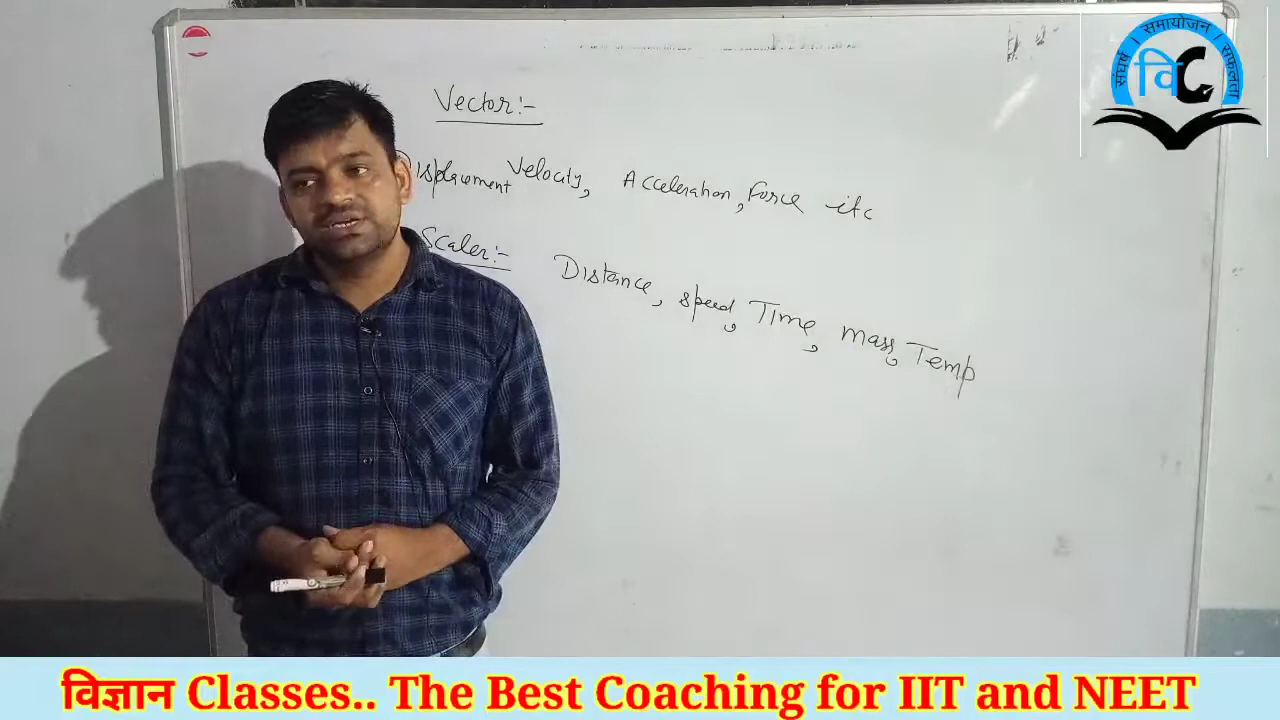 संघर्ष । समायोजन । सफलता
वि
Vector:-
Displacement Velocity, Acceleration, Force etc
Scaler:- Distance, speed, Time, mass, Temp
विज्ञान Classes.. The Best Coaching for IIT and NEET